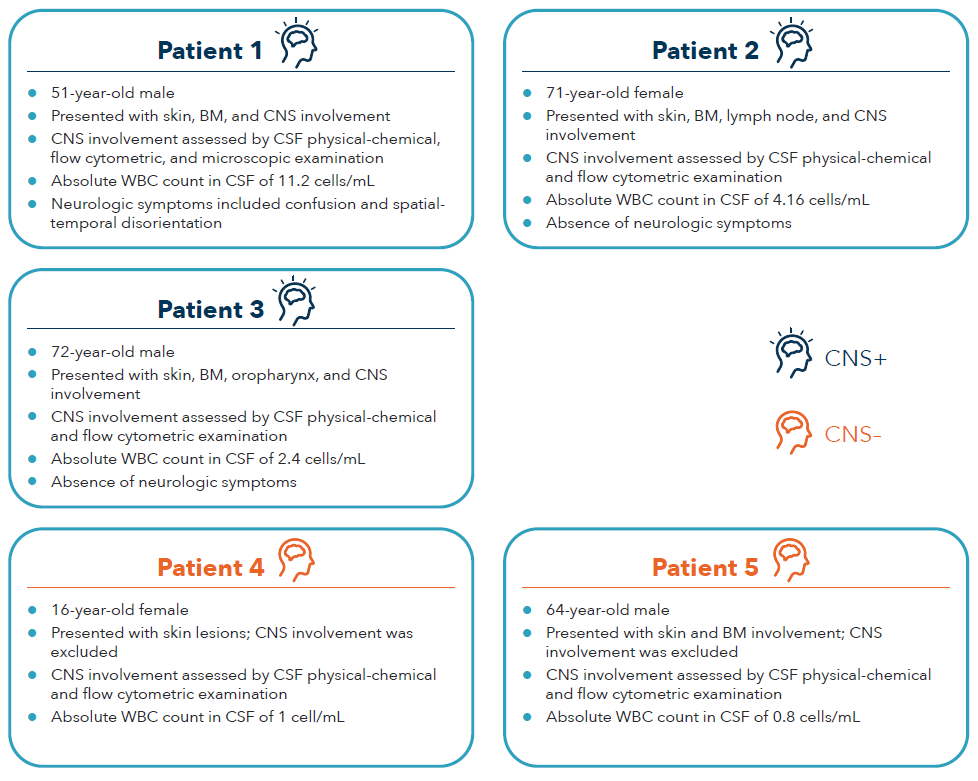 Patient 1
51-year-old male
Presented with skin, BM, and CNS involvement
CNS involvement assessed by CSF physical-chemical,
flow cytometric, and microscopic examination
Absolute WBC count in CSF of 11.2 cells/mL
Neurologic symptoms included confusion and spatial-
temporal disorientation
Patient 2
71-year-old female
Presented with skin, BM, lymph node, and CNS
involvement
CNS involvement assessed by CSF physical-chemical
and flow cytometric examination
Absolute WBC count in CSF of 4.16 cells/mL
Absence of neurologic symptoms
Patient 3
72-year-old male
Presented with skin, BM, oropharynx, and CNS
involvement
CNS involvement assessed by CSF physical-chemical
and flow cytometric examination
Absolute WBC count in CSF of 2.4 cells/mL
Absence of neurologic symptoms
CNS+
CNS–
Patient 4
16-year-old female
Presented with skin lesions; CNS involvement was
excluded
CNS involvement assessed by CSF physical-chemical
and flow cytometric examination
Absolute WBC count in CSF of 1 cell/mL
Patient 5
64-year-old male
Presented with skin and BM involvement; CNS
involvement was excluded
CNS involvement assessed by CSF physical-chemical
and flow cytometric examination
Absolute WBC count in CSF of 0.8 cells/mL